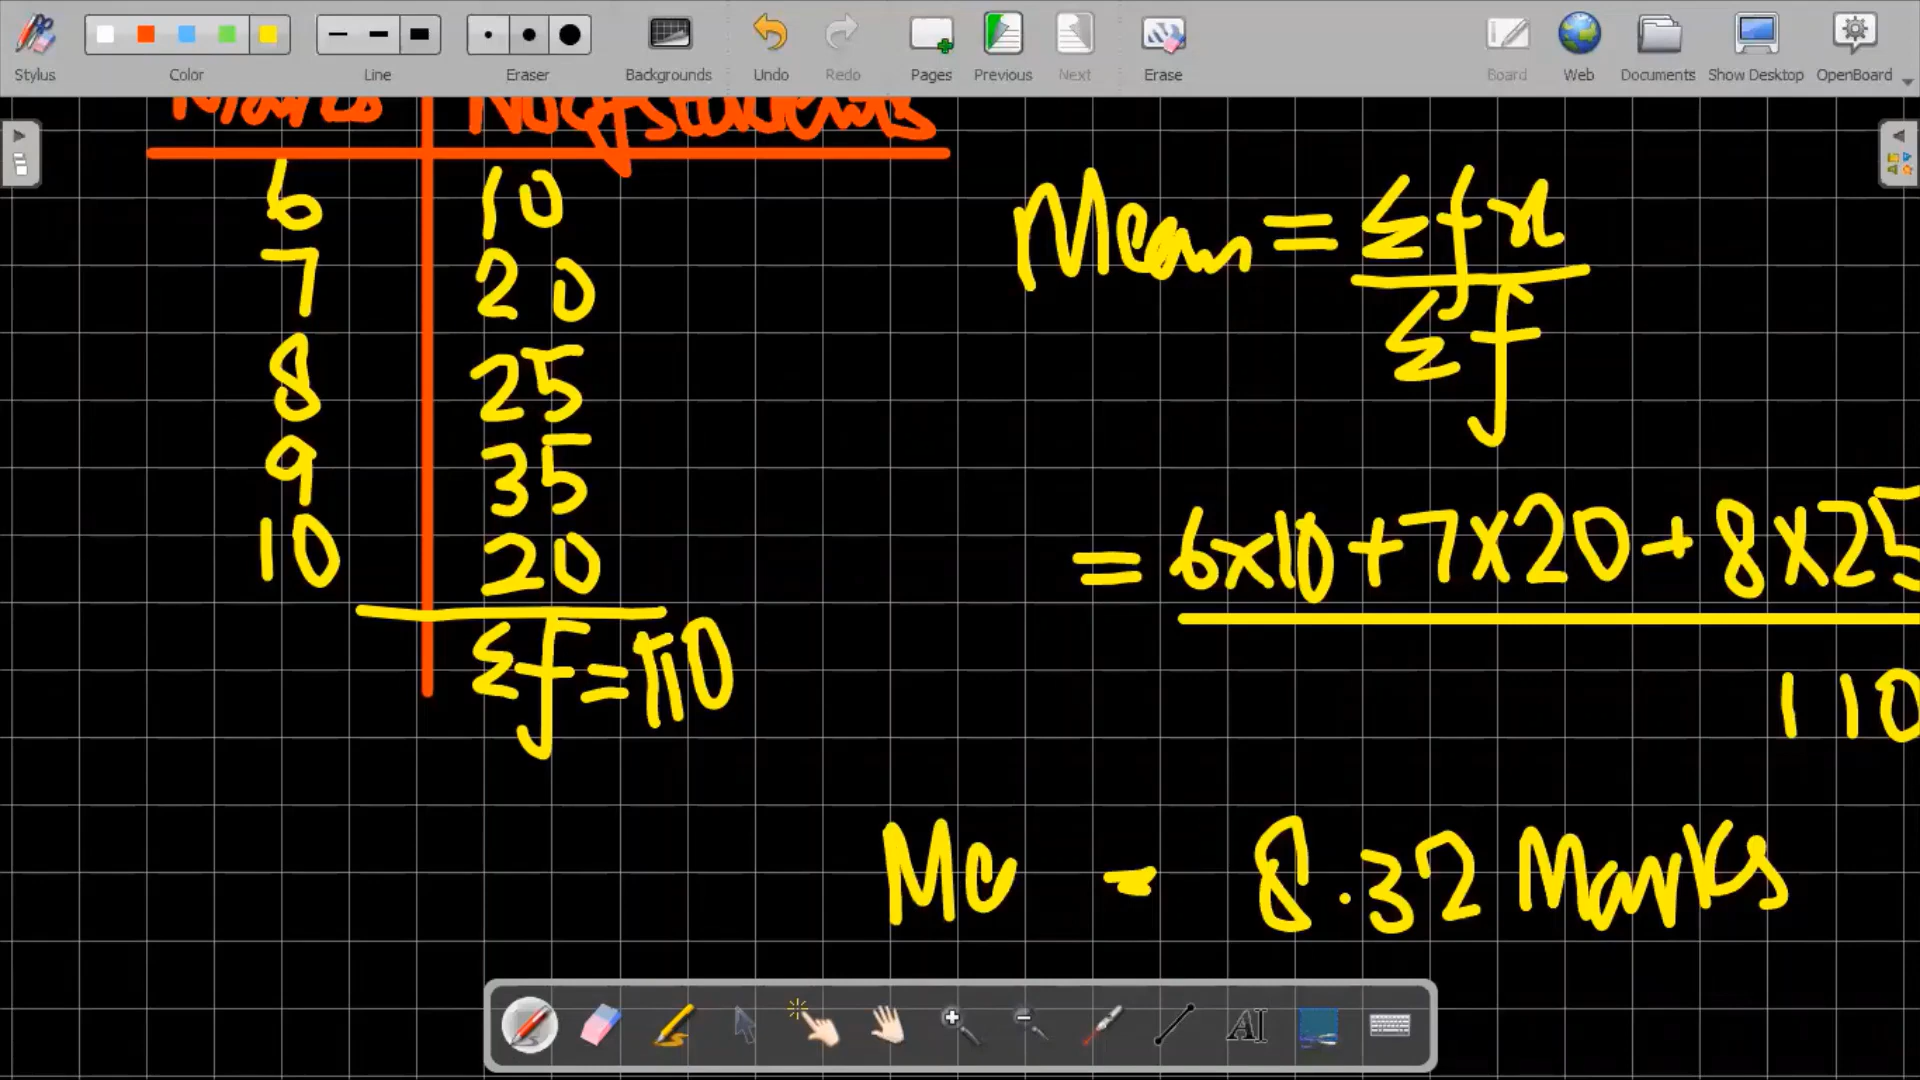 Stylus
Color
Line
Eraser
Backgrounds
Undo
Redo
Pages
Previous
Next
Erase
Board
Web
Documents
Show Desktop
OpenBoard
Marks No of students
6 10
7 20
8 25
9 35
10 20
Σf = 110
Mean = Σfx
Σf
= 6x10 + 7x20 + 8x25
110
Me = 8.32 Marks
AI